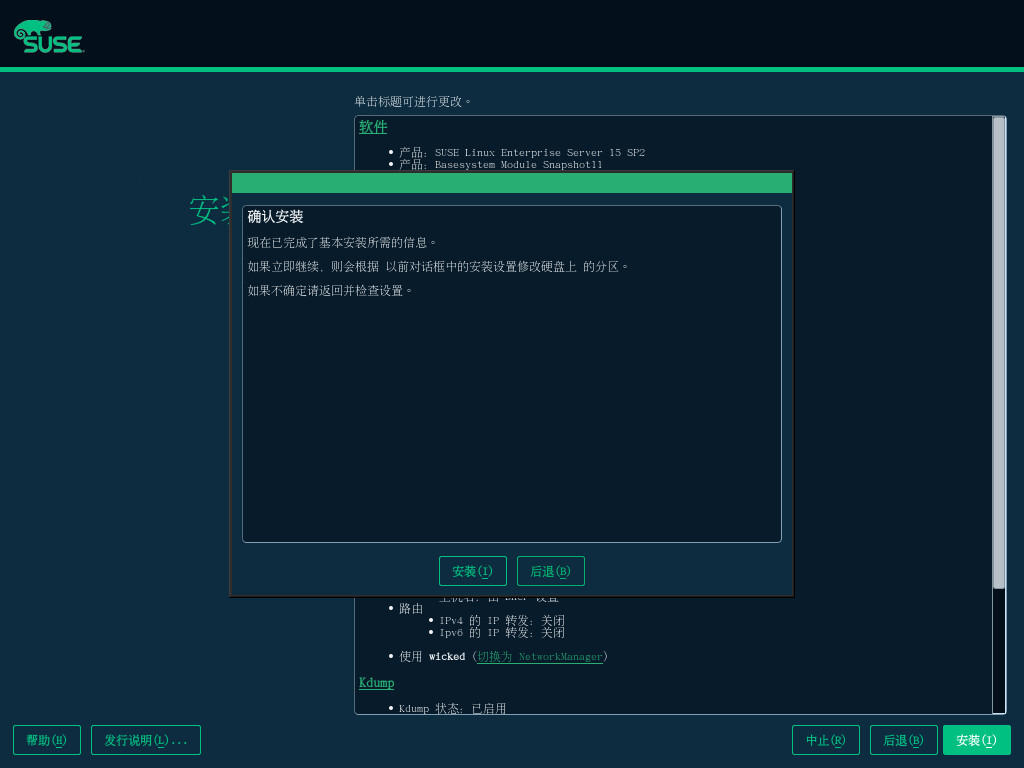 SUSE
单击标题可进行更改。
软件
• 产品: SUSE Linux Enterprise Server 15 SP2
• 产品: Basesystem Module Snapshot11
安装
确认安装
现在已完成了基本安装所需的信息。
如果立即继续, 则会根据 以前对话框中的安装设置修改硬盘上 的分区。
如果不确定请返回并检查设置。
安装(I) 后退(B)
主机名: 由 DHCP 设置
• 路由
• IPv4 的 IP 转发: 关闭
• Ipv6 的 IP 转发: 关闭
• 使用 wicked (切换为 NetworkManager)
Kdump
• Kdump 状态: 已启用
帮助(H) 发行说明(L)... 中止(R) 后退(B) 安装(I)